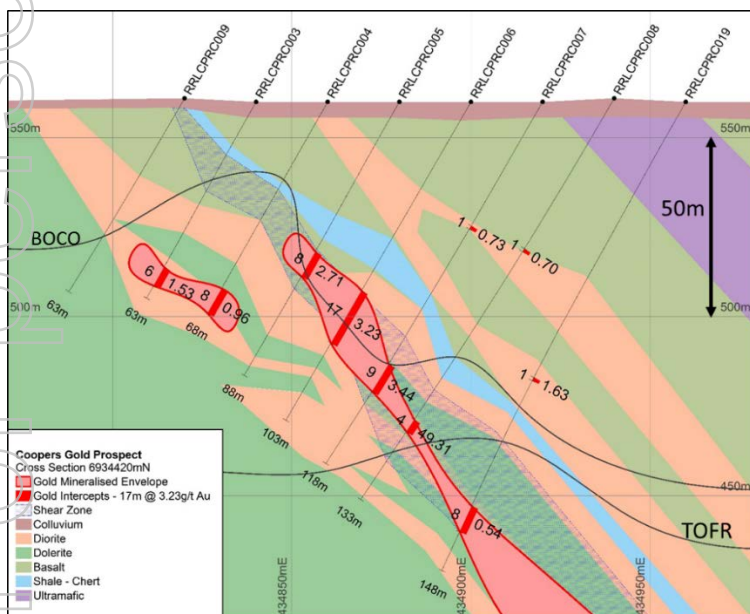 RRLCPRC009
RRLCPRC003
RRLCPRC004
RRLCPRC005
RRLCPRC006
RRLCPRC007
RRLCPRC008
RRLCPRC019
550m
550m
50m
BOCO
1 0.73
1 0.70
8 2.71
6 1.53
8 0.96
63m
63m
68m
500m
500m
17 3.23
9 3.44
1 1.63
88m
103m
4 49.31
118m
133m
450m
TOFR
8 0.54
148m
434850mE
434900mE
434950mE
Coopers Gold Prospect
Cross Section 6934420mN
Gold Mineralised Envelope
Gold Intercepts - 17m @ 3.23g/t Au
Shear Zone
Colluvium
Diorite
Dolerite
Basalt
Shale - Chert
Ultramafic